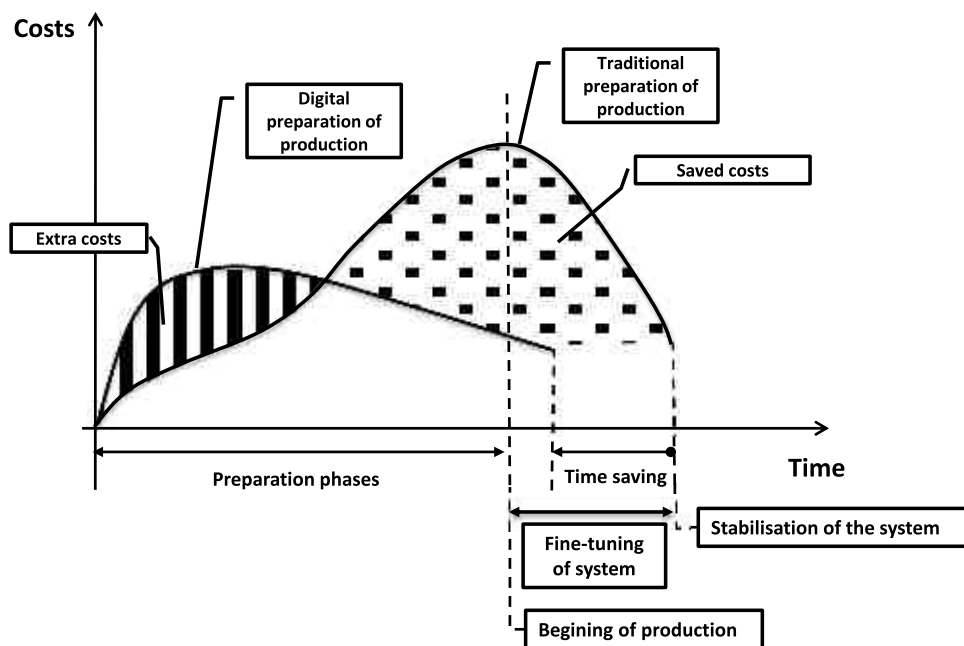 Costs
Traditional
preparation of
production
Digital
preparation of
production
Saved costs
Extra costs
Preparation phases
Time saving
Time
Fine-tuning
of system
Stabilisation of the system
Begining of production